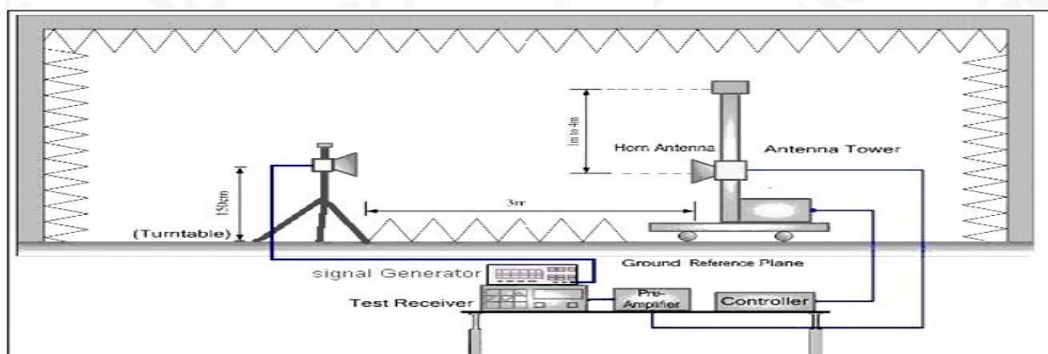 1m to 4m
Horn Antenna
Antenna Tower
150cm
3m
(Turntable)
Ground Reference Plane
signal Generator
Test Receiver
Pre-
Amplifier
Controller